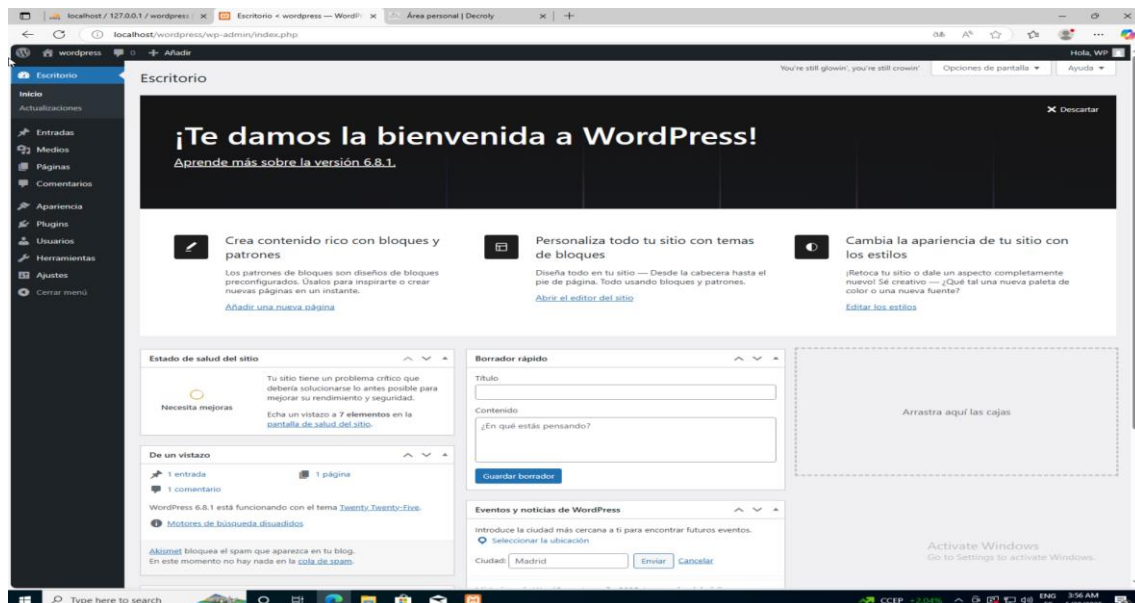 localhost / 127.0.0.1 / wordpress
Escritorio < wordpress — WordPr
Área personal | Decroly
localhost/wordpress/wp-admin/index.php
wordpress 0 + Añadir
Hola, WP
Escritorio
Inicio
Actualizaciones
Entradas
Medios
Páginas
Comentarios
Apariencia
Plugins
Usuarios
Herramientas
Ajustes
Cerrar menú
Escritorio
You're still glowin', you're still crowin'
Opciones de pantalla
Ayuda
Descartar
¡Te damos la bienvenida a WordPress!
Aprende más sobre la versión 6.8.1.
Crea contenido rico con bloques y
patrones
Los patrones de bloques son diseños de bloques
preconfigurados. Úsalos para inspirarte o crear
nuevas páginas en un instante.
Añadir una nueva página
Personaliza todo tu sitio con temas
de bloques
Diseña todo en tu sitio — Desde la cabecera hasta el
pie de página. Todo usando bloques y patrones.
Abrir el editor del sitio
Cambia la apariencia de tu sitio con
los estilos
¡Retoca tu sitio o dale un aspecto completamente
nuevo! Sé creativo — ¿Qué tal una nueva paleta de
color o una nueva fuente?
Editar los estilos
Estado de salud del sitio
Necesita mejoras
Tu sitio tiene un problema crítico que
debería solucionarse lo antes posible para
mejorar su rendimiento y seguridad.
Echa un vistazo a 7 elementos en la
pantalla de salud del sitio.
De un vistazo
1 entrada
1 página
1 comentario
WordPress 6.8.1 está funcionando con el tema Twenty Twenty-Five.
Motores de búsqueda disuadidos
Akismet bloquea el spam que aparezca en tu blog.
En este momento no hay nada en la cola de spam.
Borrador rápido
Título
Contenido
¿En qué estás pensando?
Guardar borrador
Eventos y noticias de WordPress
Introduce la ciudad más cercana a ti para encontrar futuros eventos.
Seleccionar la ubicación
Ciudad: Madrid Enviar Cancelar
Arrastra aquí las cajas
Activate Windows
Go to Settings to activate Windows.
Type here to search
CCEP -2.04%
ENG
3:56 AM